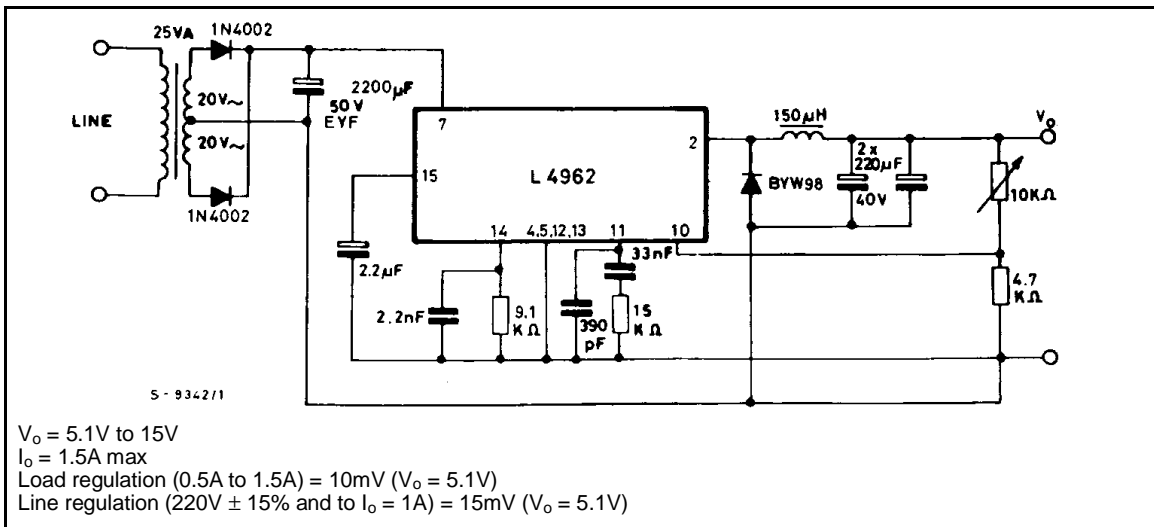 25VA
1N4002
2200µF
50V
EYF
20V~
20V~
LINE
1N4002
7
2
15
L4962
14
4,5,12,13
11
10
150µH
Vo
2x
220µF
40V
BYW98
10KΩ
4.7
KΩ
2.2µF
2.2nF
9.1
KΩ
33nF
390
pF
15
KΩ
S-9342/1
Vo = 5.1V to 15V
Io = 1.5A max
Load regulation (0.5A to 1.5A) = 10mV (Vo = 5.1V)
Line regulation (220V ± 15% and to Io = 1A) = 15mV (Vo = 5.1V)